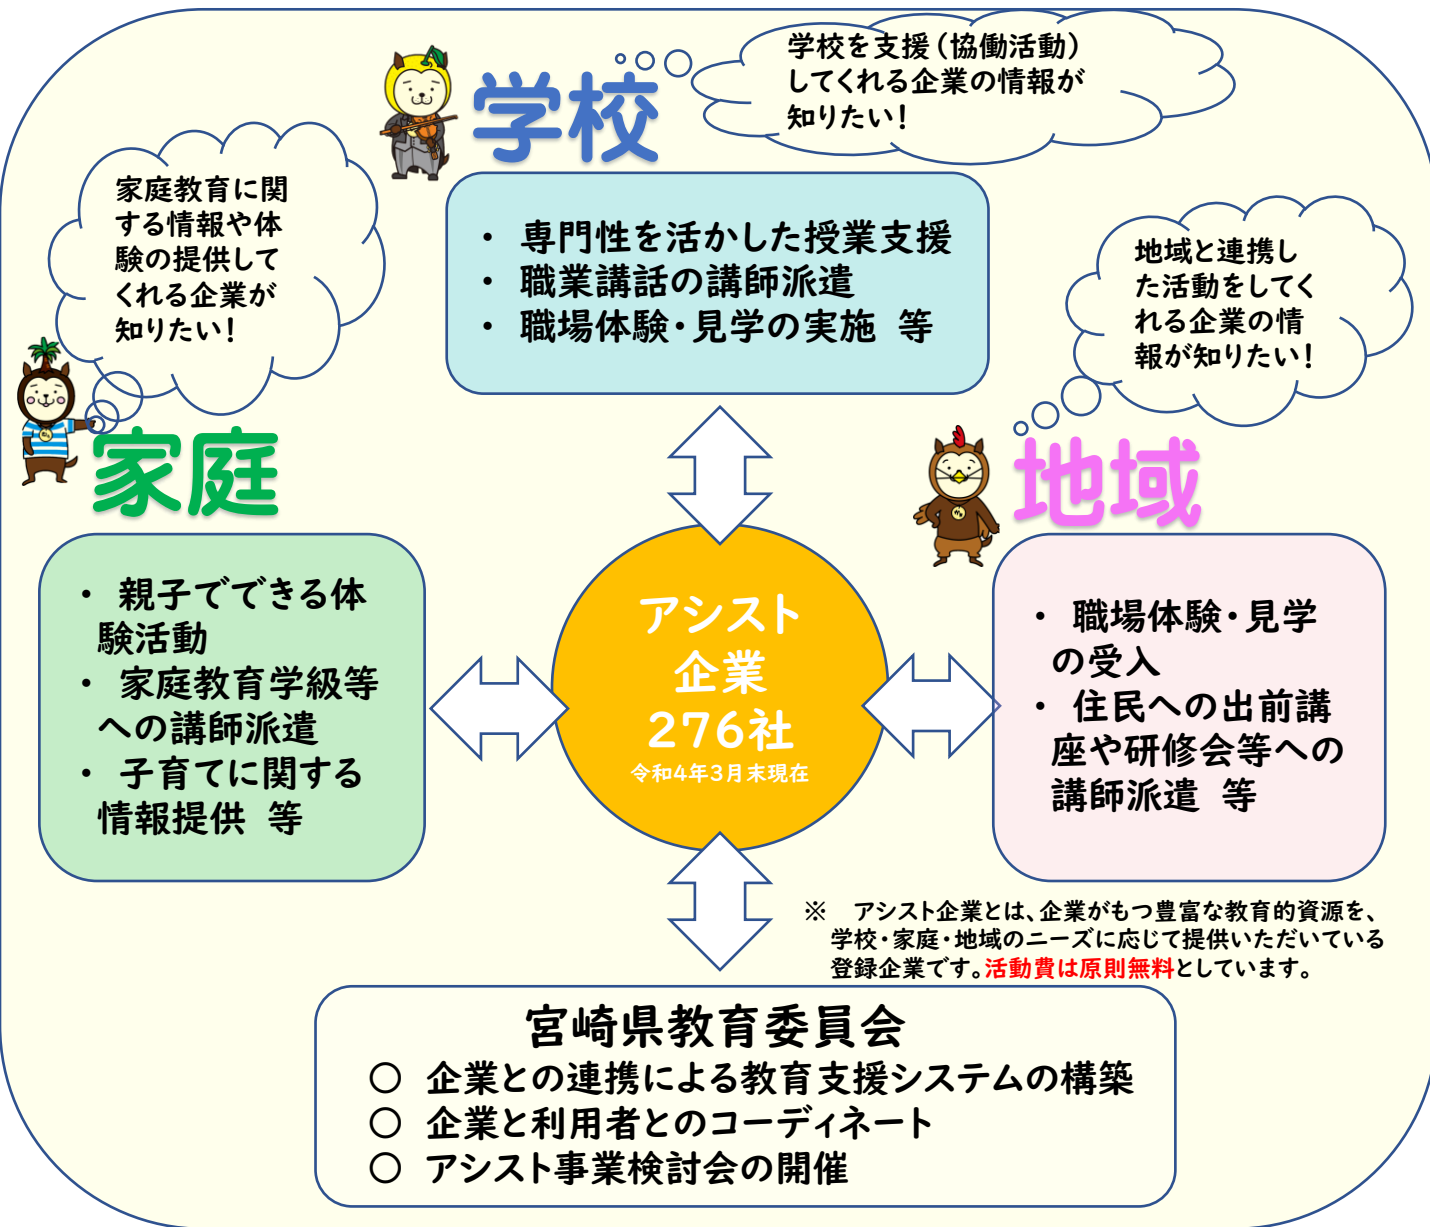 学校
学校を支援(協働活動)
してくれる企業の情報が
知りたい!
家庭教育に関
する情報や体
験の提供して
くれる企業が
知りたい!
・ 専門性を活かした授業支援
・ 職業講話の講師派遣
・ 職場体験・見学の実施 等
地域と連携し
た活動をしてく
れる企業の情
報が知りたい!
家庭
地域
・ 親子でできる体
験活動
・ 家庭教育学級等
への講師派遣
・ 子育てに関する
情報提供 等
アシスト
企業
276社
令和4年3月末現在
・ 職場体験・見学
の受入
・ 住民への出前講
座や研修会等への
講師派遣 等
※ アシスト企業とは、企業がもつ豊富な教育的資源を、
学校・家庭・地域のニーズに応じて提供いただいている
登録企業です。活動費は原則無料としています。
宮崎県教育委員会
○ 企業との連携による教育支援システムの構築
○ 企業と利用者とのコーディネート
○ アシスト事業検討会の開催